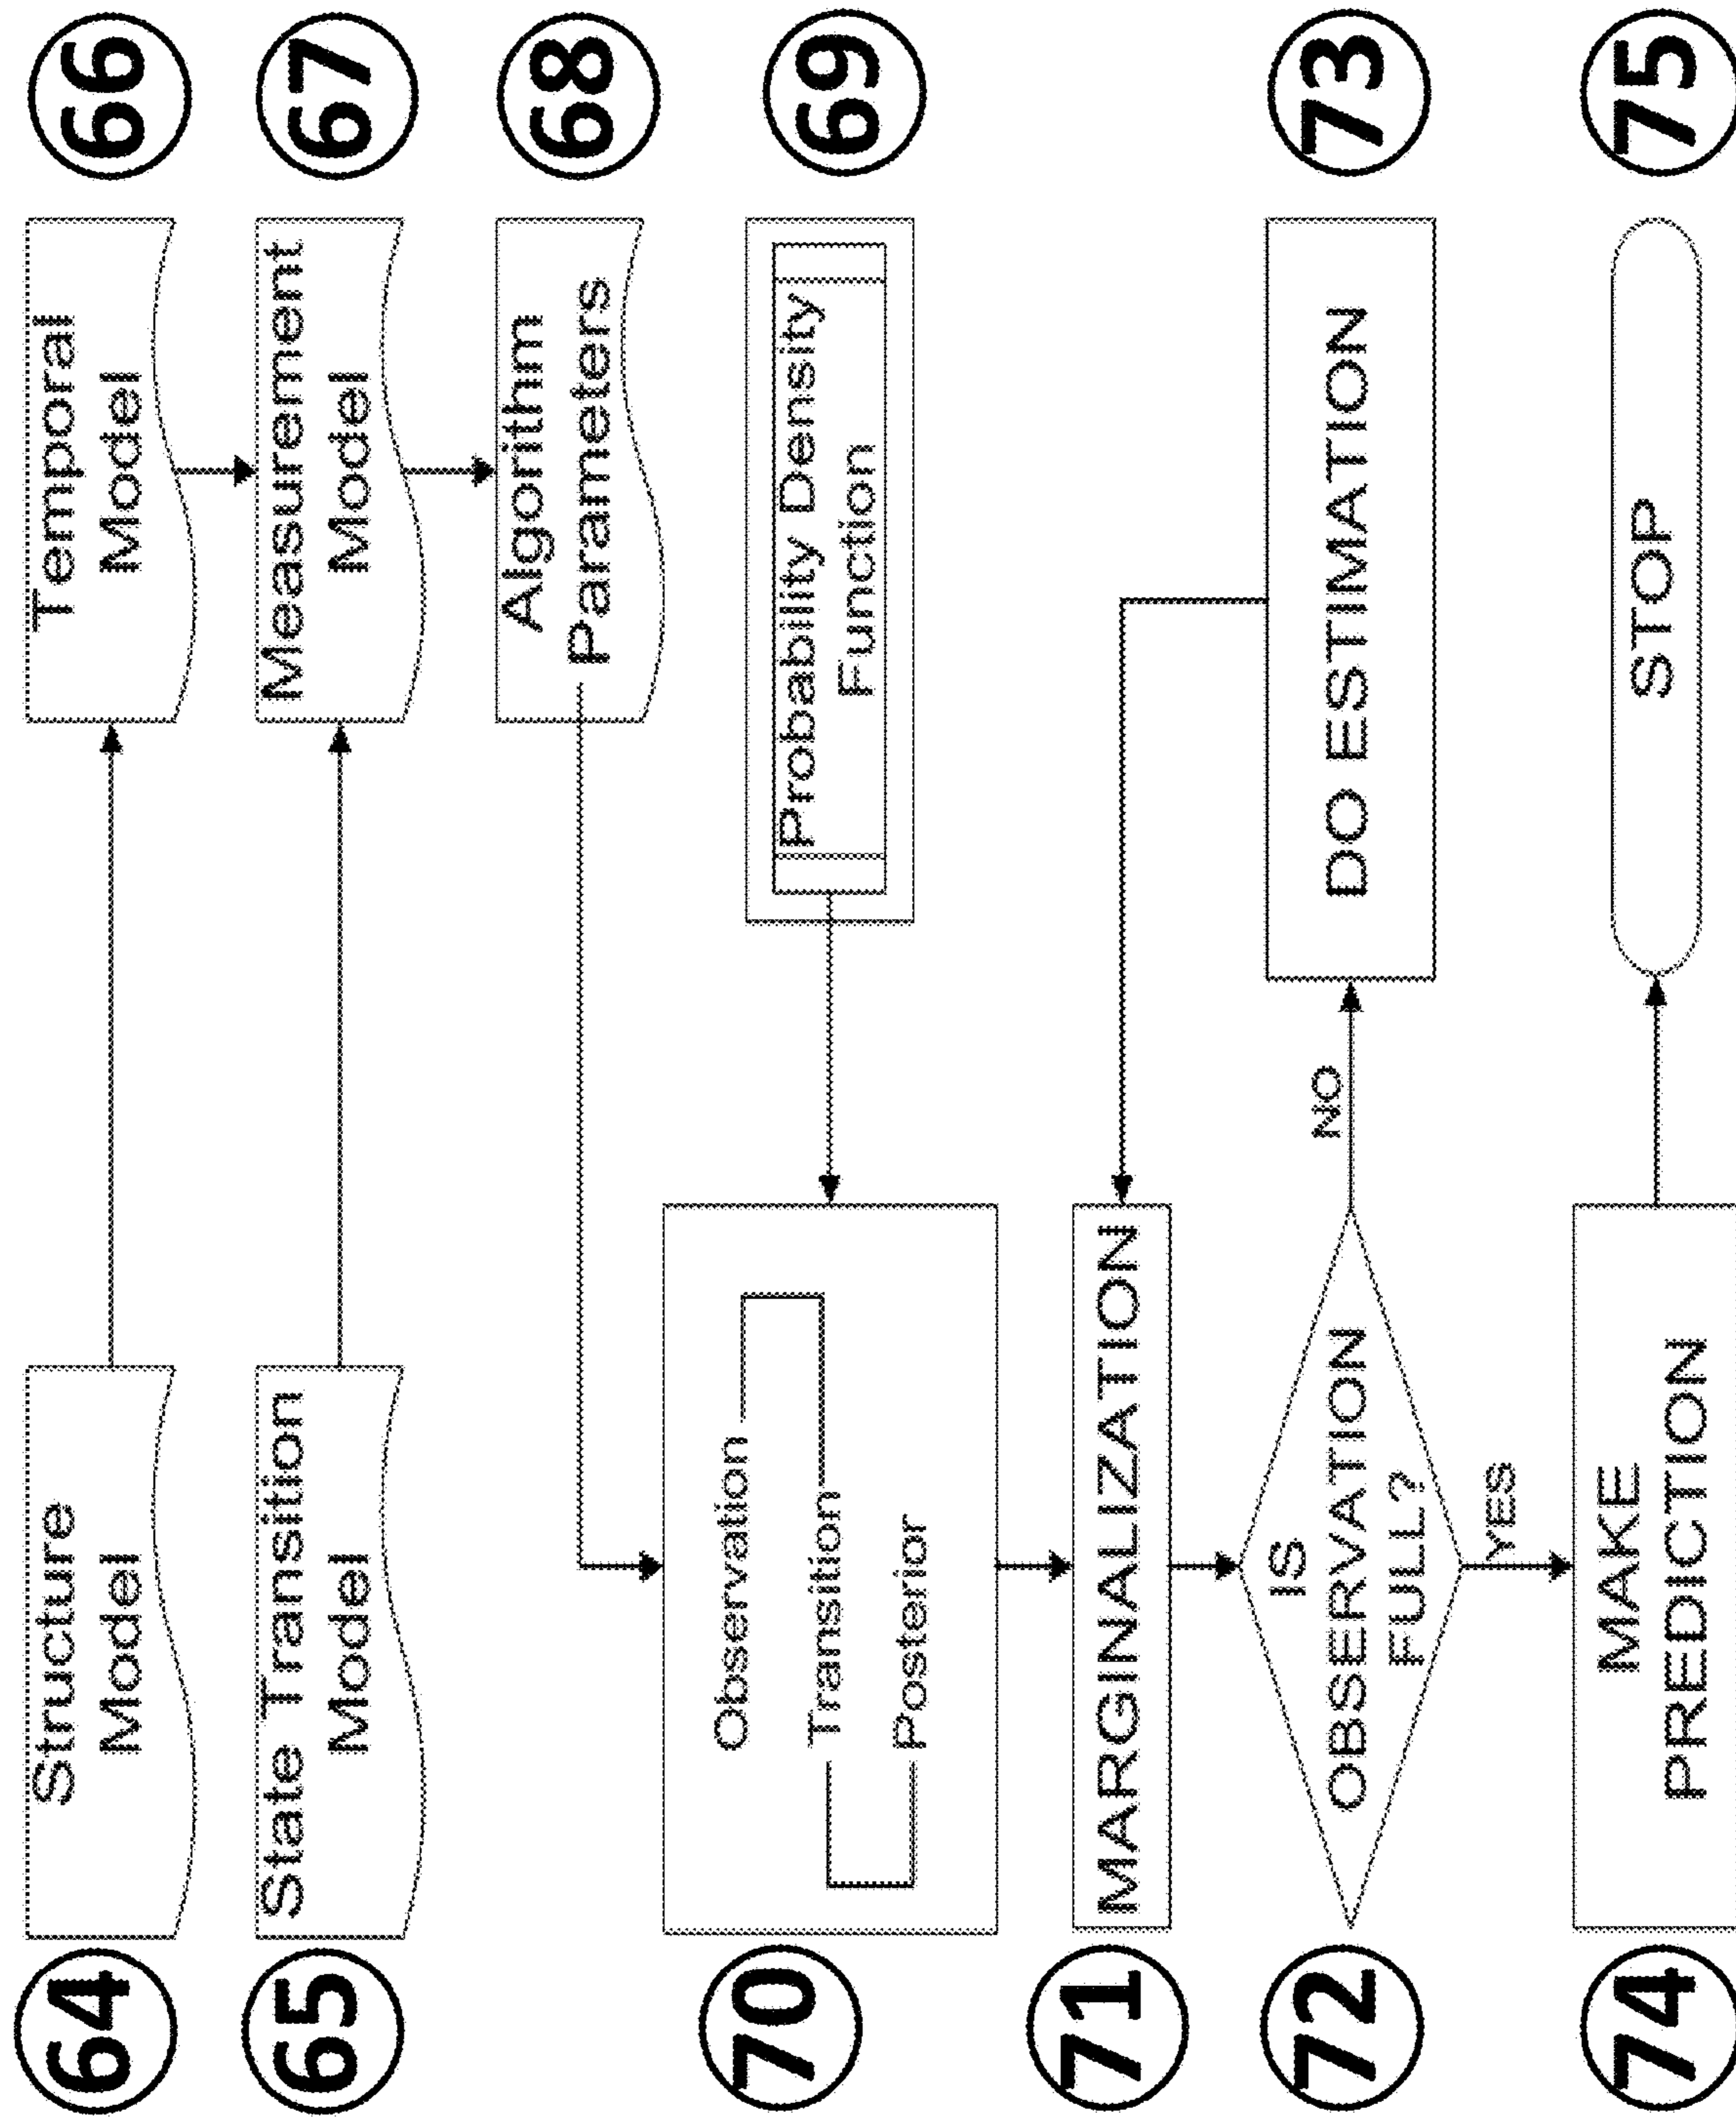 64
Structure
Model
Temporal
Model
66
65
State Transition
Model
Measurement
Model
67
Algorithm
Parameters
68
Probability Density
Function
69
70
Observation
Transition
Posterior
71
MARGINALIZATION
72
IS
OBSERVATION
FULL?
NO
DO ESTIMATION
73
YES
74
MAKE
PREDICTION
STOP
75